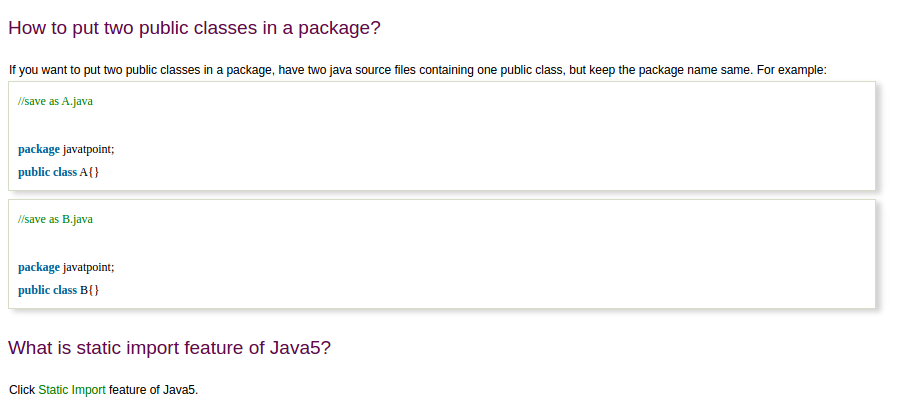 How to put two public classes in a package?
If you want to put two public classes in a package, have two java source files containing one public class, but keep the package name same. For example:
//save as A.java
package javatpoint;
public class A{}
//save as B.java
package javatpoint;
public class B{}
What is static import feature of Java5?
Click Static Import feature of Java5.